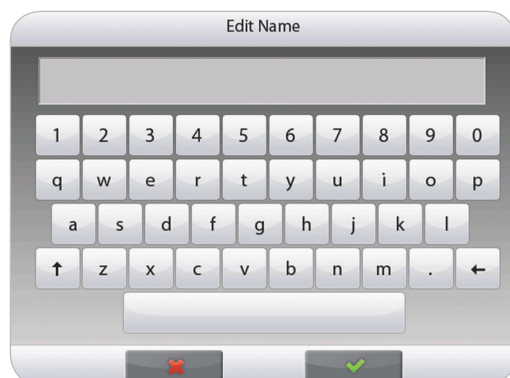 Edit Name
1 2 3 4 5 6 7 8 9 0
q w e r t y u i o p
a s d f g h j k l
↑ z x c v b n m . ←